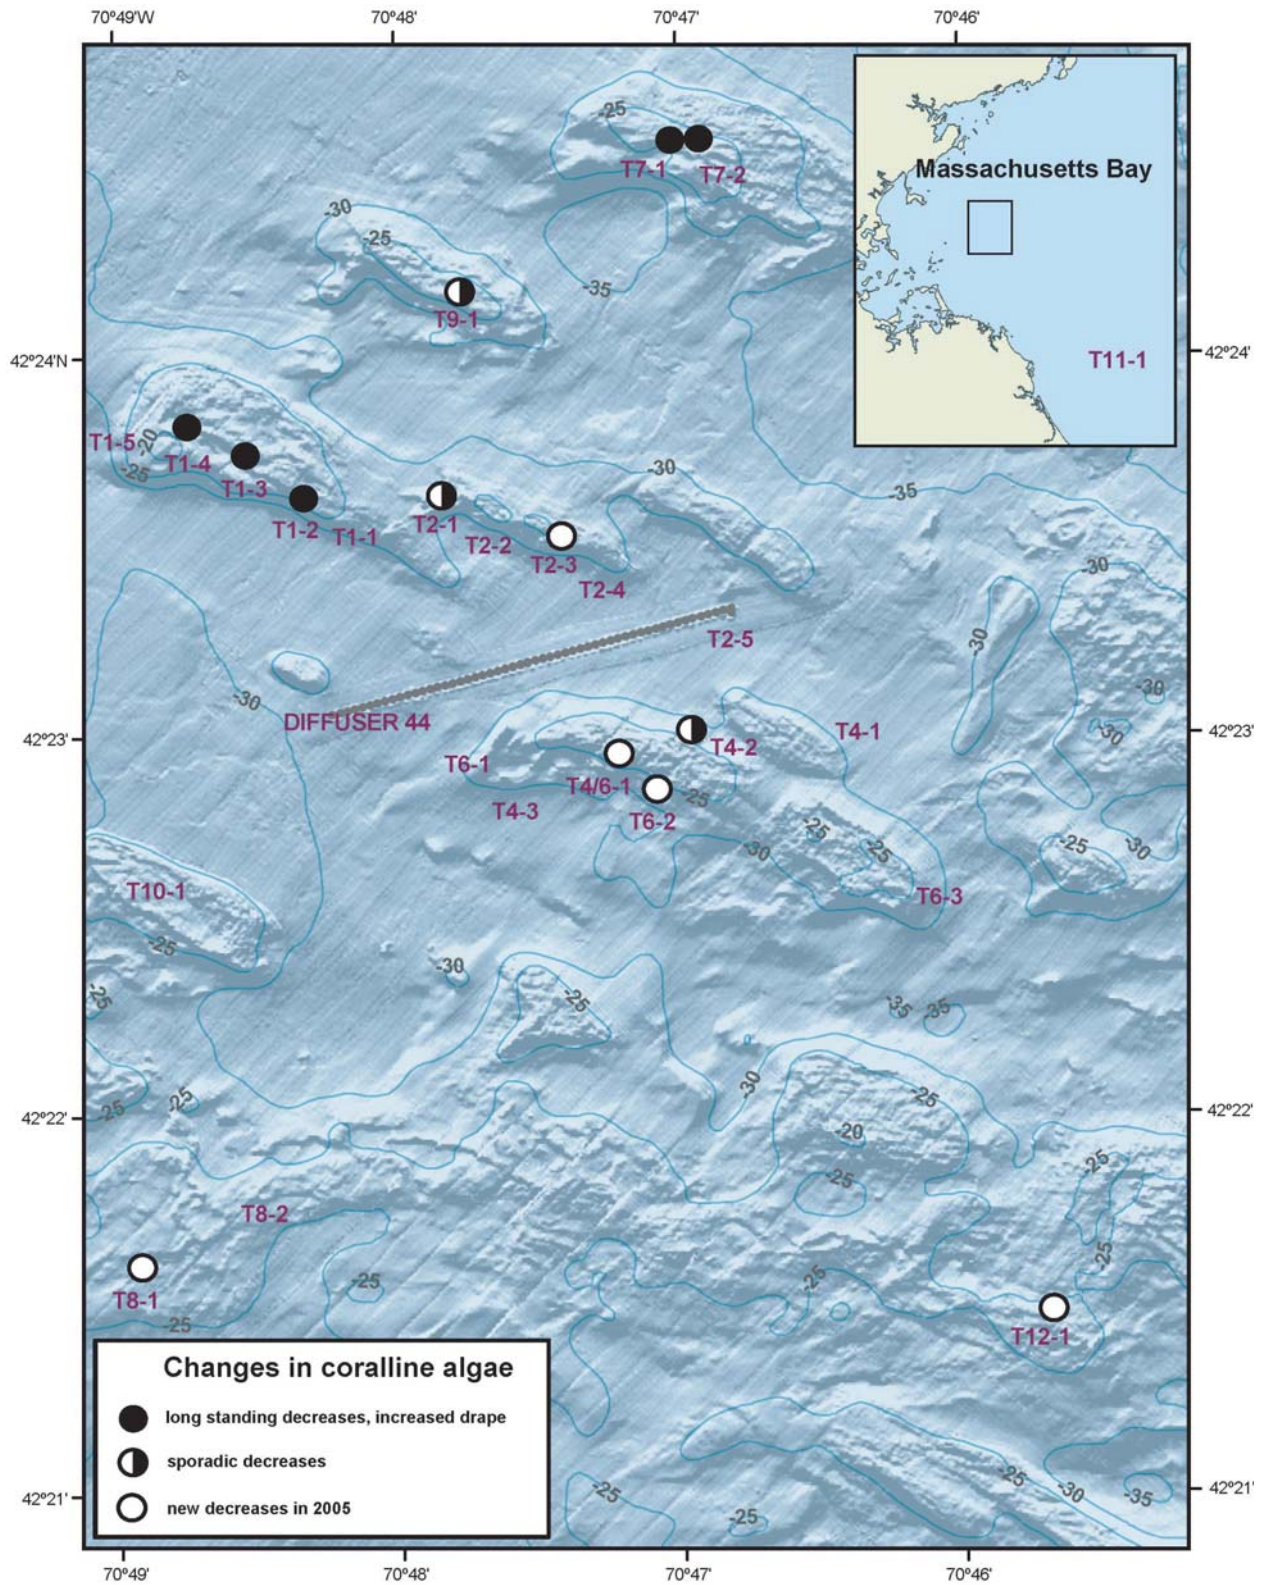 70°49'W 70°48' 70°47' 70°46'
-25
T7-1 T7-2
Massachusetts Bay
-30
-25
-35
T9-1
42°24'N
42°24'
T11-1
T1-5 -20
-25 T1-4
T1-3
T1-2 T1-1
T2-1
T2-2
T2-3
T2-4
-30
-35
-30
T2-5
-30
-30
-30
-30
DIFFUSER 44
42°23'
42°23'
T4-1
T4-2
T6-1
T4/6-1
T4-3
T6-2
-25
-30
-25
-25
-25
-30
T6-3
T10-1
-25
-25
-30
-25
-35
-35
-30
-25
-25
-25
42°22'
42°22'
-20
-25
-25
T8-2
-25
-25
-25
T8-1
-25
T12-1
Changes in coralline algae
long standing decreases, increased drape
sporadic decreases
new decreases in 2005
-25
-25
-25
-30
-35
42°21'
42°21'
70°49' 70°48' 70°47' 70°46'